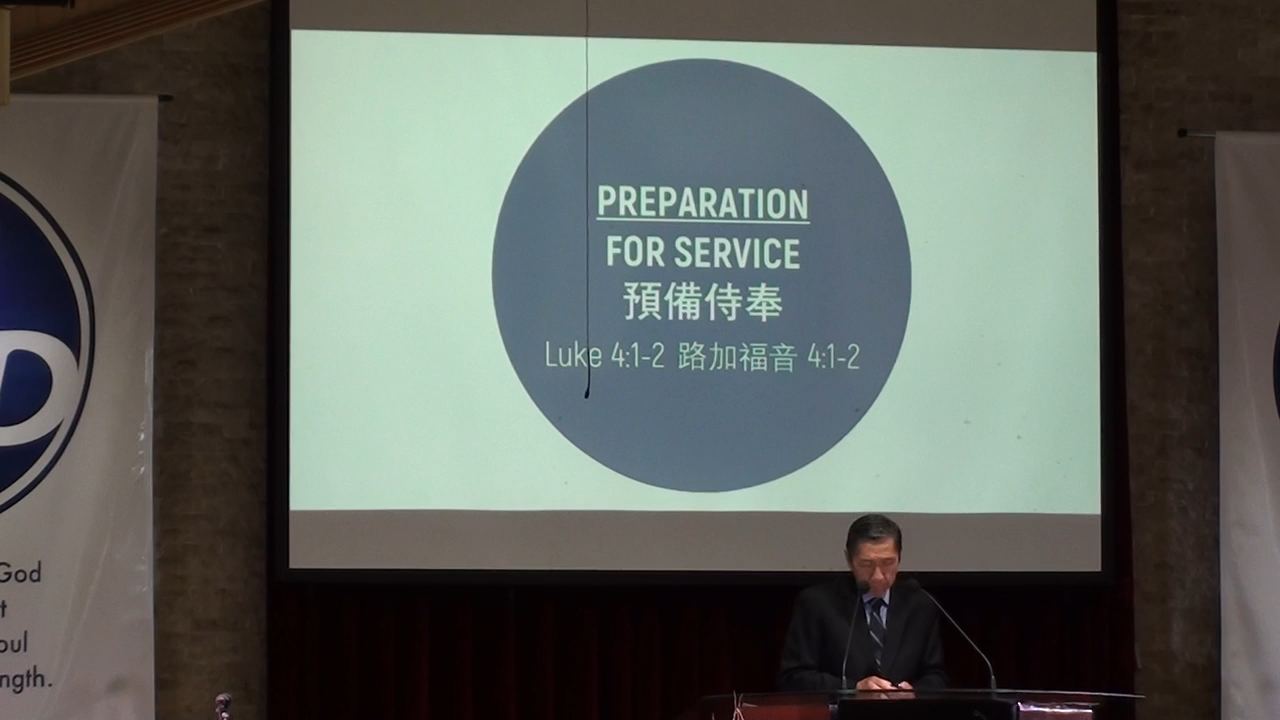 PREPARATION
FOR SERVICE
預備侍奉
Luke 4:1-2 路加福音 4:1-2
D
God
t
oul
ngth.